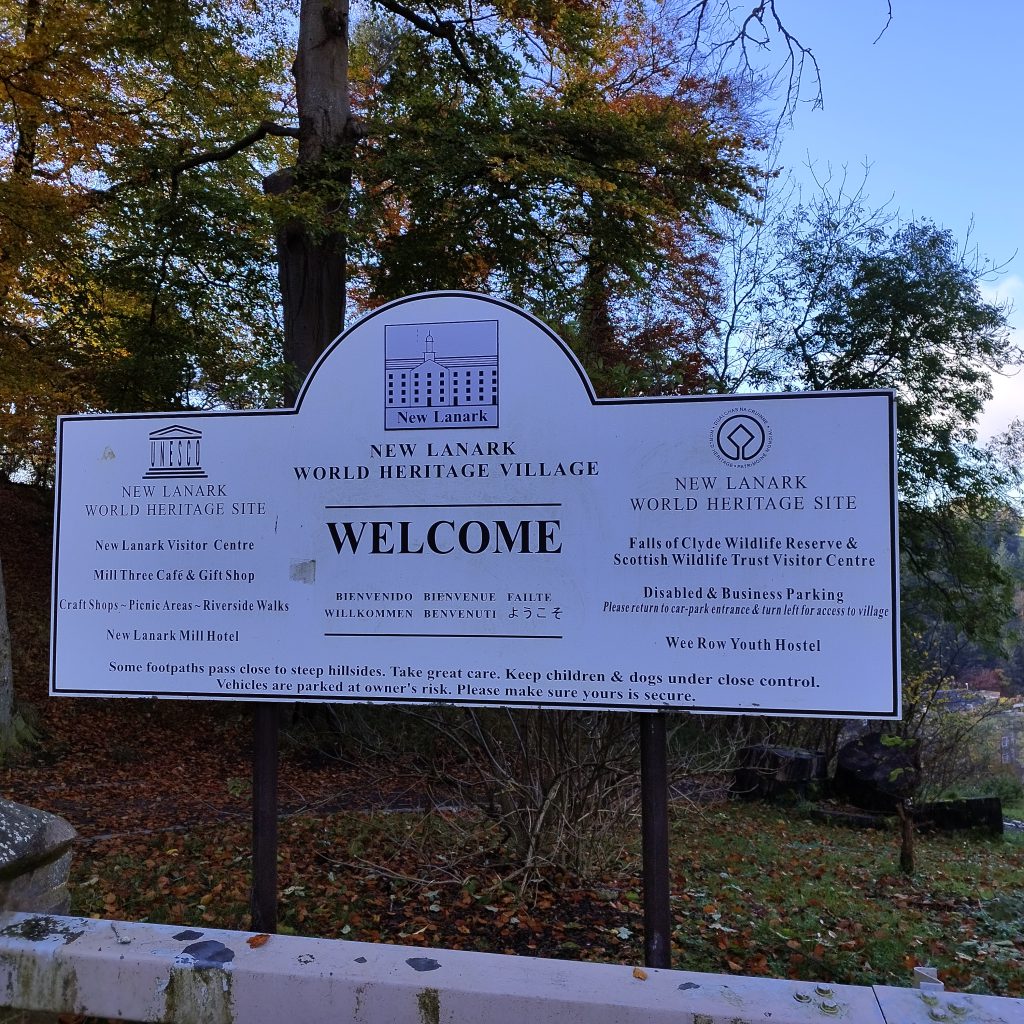 New Lanark
NEW LANARK
WORLD HERITAGE VILLAGE
WELCOME
BIENVENIDO BIENVENUE FAILTE
WILLKOMMEN BENVENUTI ようこそ
UNESCO
NEW LANARK
WORLD HERITAGE SITE
New Lanark Visitor Centre
Mill Three Café & Gift Shop
Craft Shops ~ Picnic Areas ~ Riverside Walks
New Lanark Mill Hotel
NEW LANARK
WORLD HERITAGE SITE
Falls of Clyde Wildlife Reserve &
Scottish Wildlife Trust Visitor Centre
Disabled & Business Parking
Please return to car-park entrance & turn left for access to village
Wee Row Youth Hostel
Some footpaths pass close to steep hillsides. Take great care. Keep children & dogs under close control.
Vehicles are parked at owner's risk. Please make sure yours is secure.